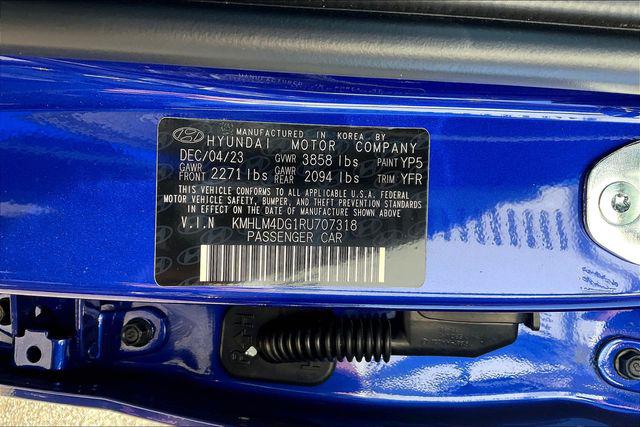 MANUFACTURED IN KOREA BY
HYUNDAI MOTOR COMPANY
DEC/04/23 GVWR 3858 lbs PAINT YP5
GAWR FRONT 2271 lbs GAWR REAR 2094 lbs TRIM YFR
THIS VEHICLE CONFORMS TO ALL APPLICABLE U.S.A. FEDERAL
MOTOR VEHICLE SAFETY, BUMPER, AND THEFT PREVENTION STANDARDS
IN EFFECT ON THE DATE OF MANUFACTURE SHOWN ABOVE.
V.I.N KMHLM4DG1RU707318
PASSENGER CAR